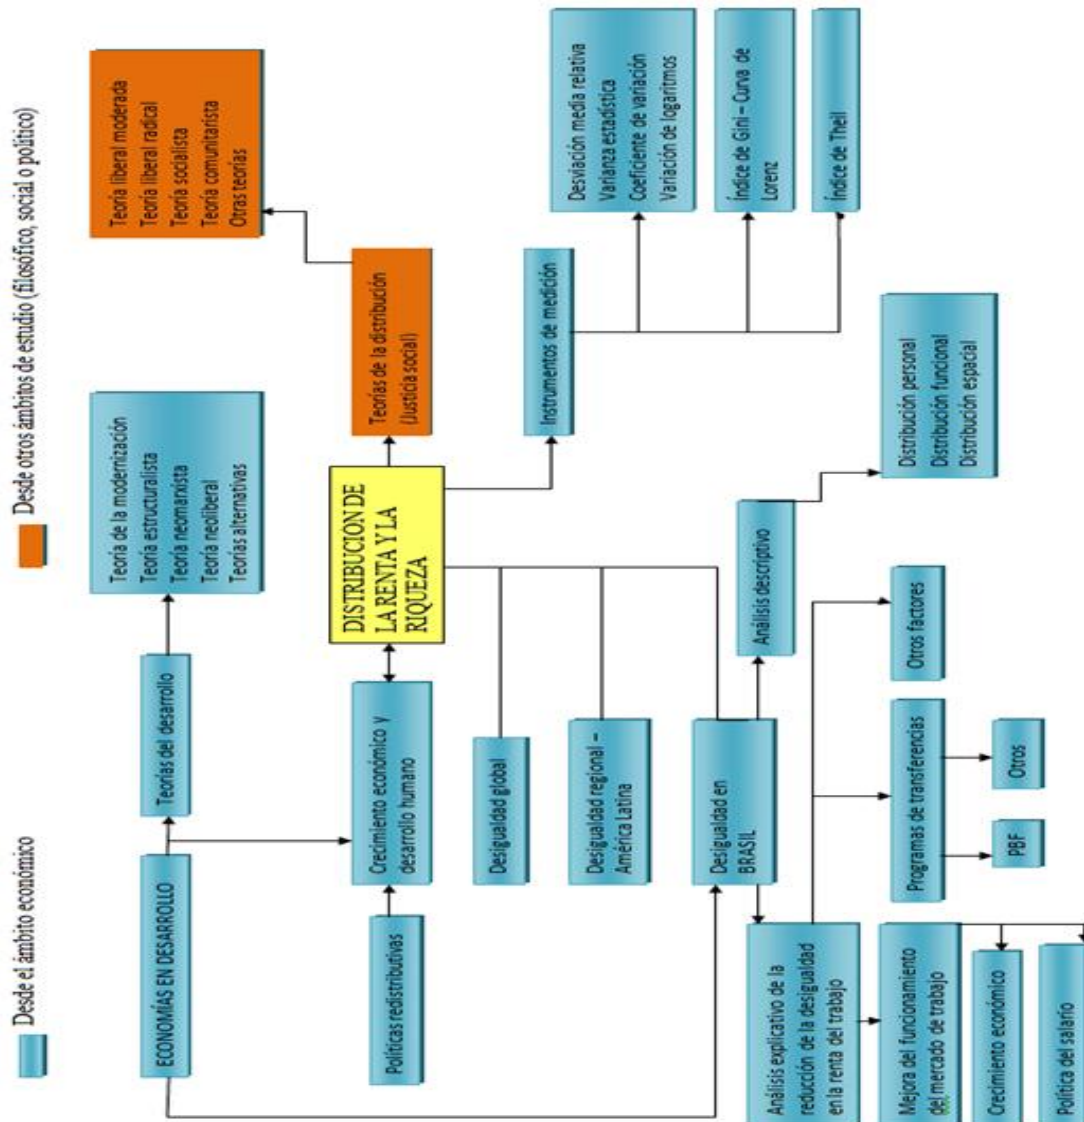 Desde el ámbito económico
Desde otros ámbitos de estudio (filosófico, social o político)
ECONOMÍAS EN DESARROLLO
Teorías del desarrollo
Teoría de la modernización
Teoría estructuralista
Teoría neomarxista
Teoría neoliberal
Teorías alternativas
Teoría liberal moderada
Teoría liberal radical
Teoría socialista
Teoría comunitarista
Otras teorías
Políticas redistributivas
Crecimiento económico y
desarrollo humano
DISTRIBUCIÓN DE
LA RENTA Y LA
RIQUEZA
Teorías de la distribución
(Justicia social)
Desigualdad global
Instrumentos de medición
Desviación media relativa
Varianza estadística
Coeficiente de variación
Variación de logaritmos
Desigualdad regional –
América Latina
Índice de Gini – Curva de
Lorenz
Desigualdad en
BRASIL
Índice de Theil
Análisis descriptivo
Distribución personal
Distribución funcional
Distribución espacial
Análisis explicativo de la
reducción de la desigualdad
en la renta del trabajo
Mejora del funcionamiento
del mercado de trabajo
Programas de transferencias
Otros factores
Crecimiento económico
PBF
Otros
Política del salario